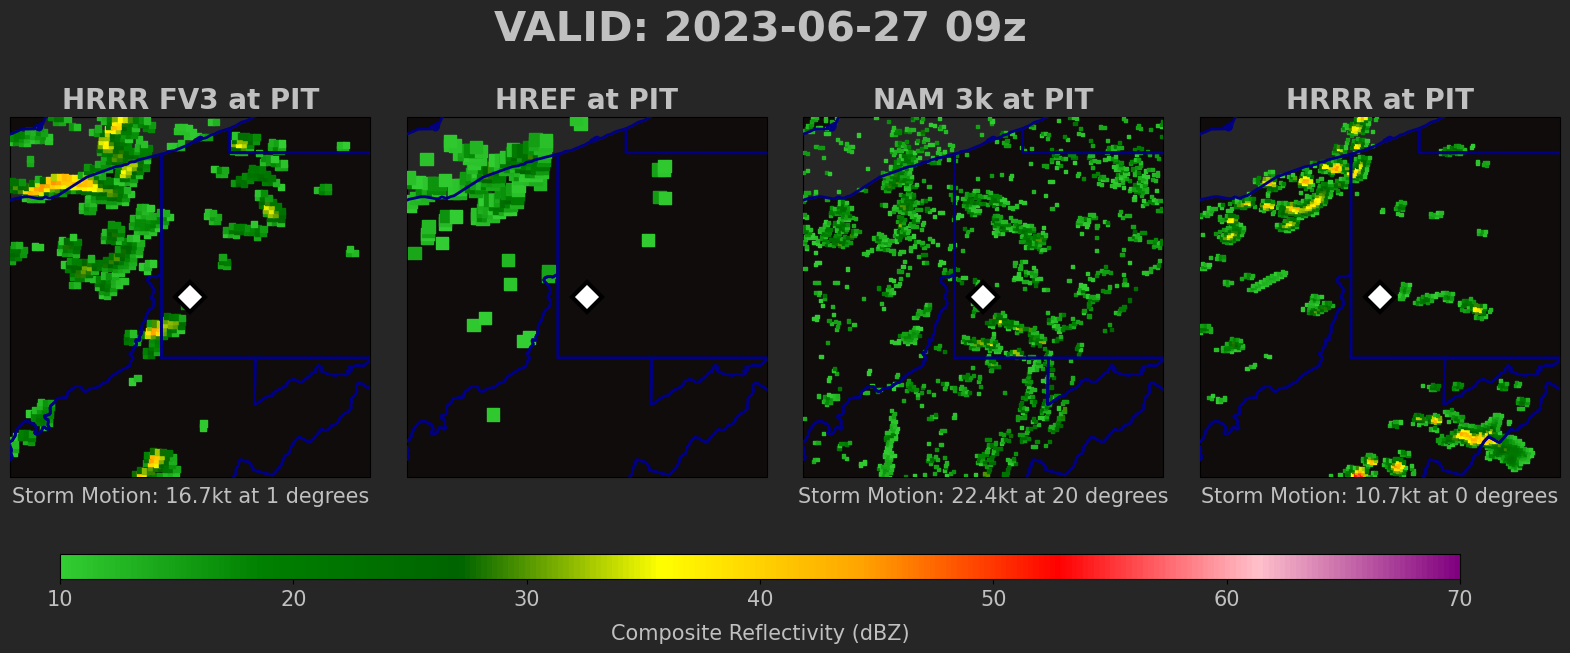 VALID: 2023-06-27 09z
HRRR FV3 at PIT
HREF at PIT
NAM 3k at PIT
HRRR at PIT
Storm Motion: 16.7kt at 1 degrees
Storm Motion: 22.4kt at 20 degrees
Storm Motion: 10.7kt at 0 degrees
10 20 30 40 50 60 70
Composite Reflectivity (dBZ)